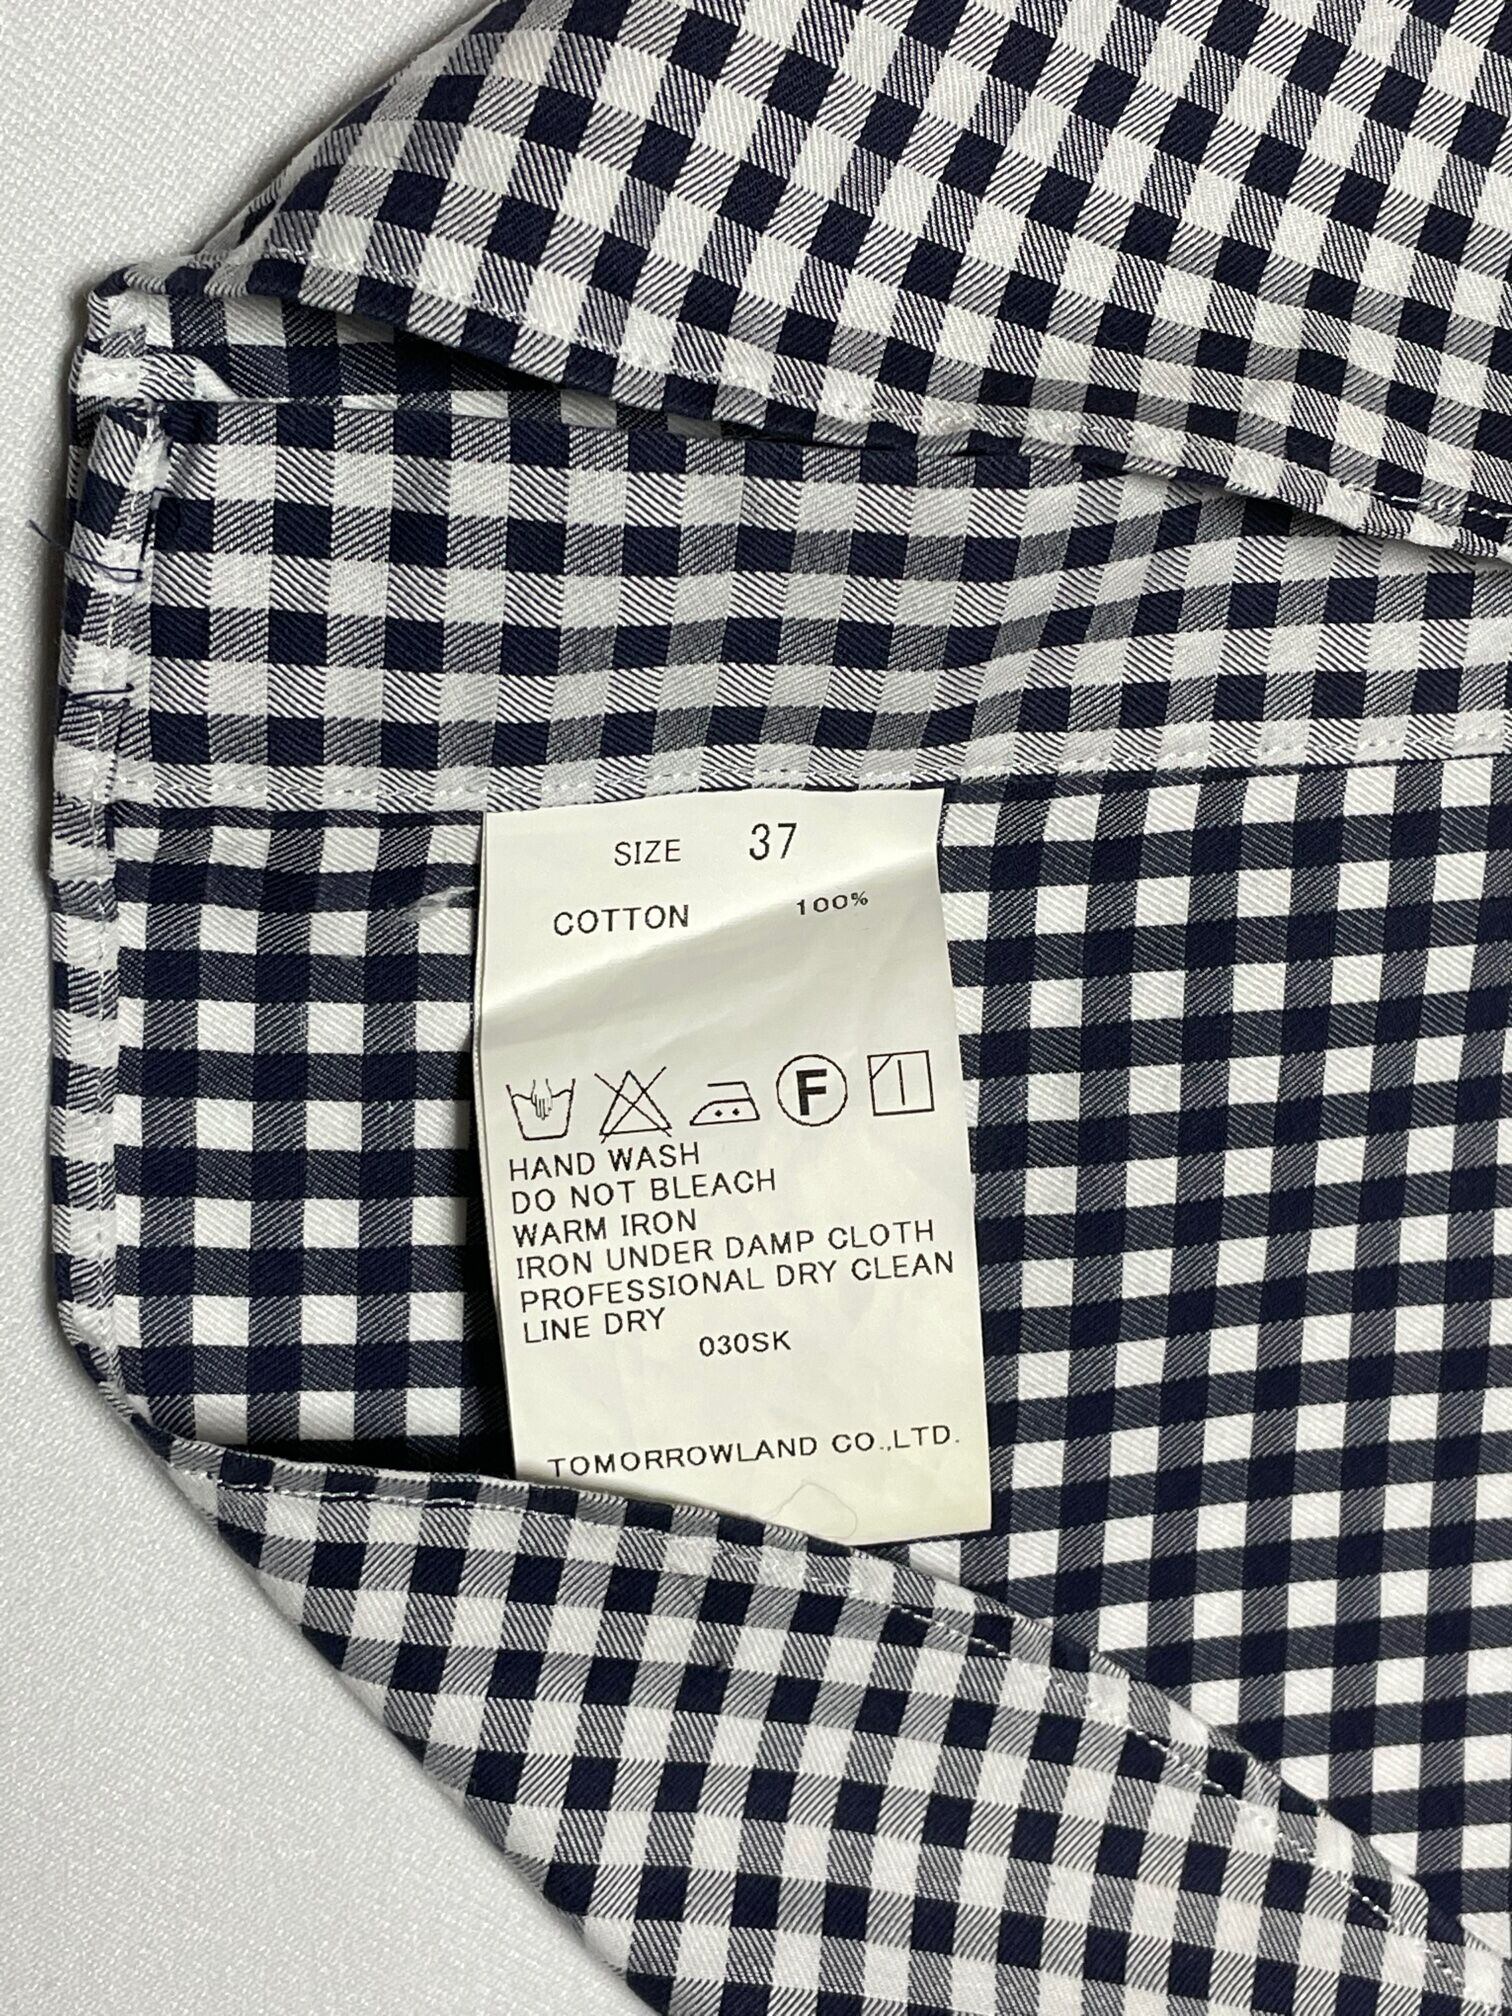 SIZE 37
COTTON 100%
F
HAND WASH
DO NOT BLEACH
WARM IRON
IRON UNDER DAMP CLOTH
PROFESSIONAL DRY CLEAN
LINE DRY
030SK
TOMORROWLAND CO.,LTD.